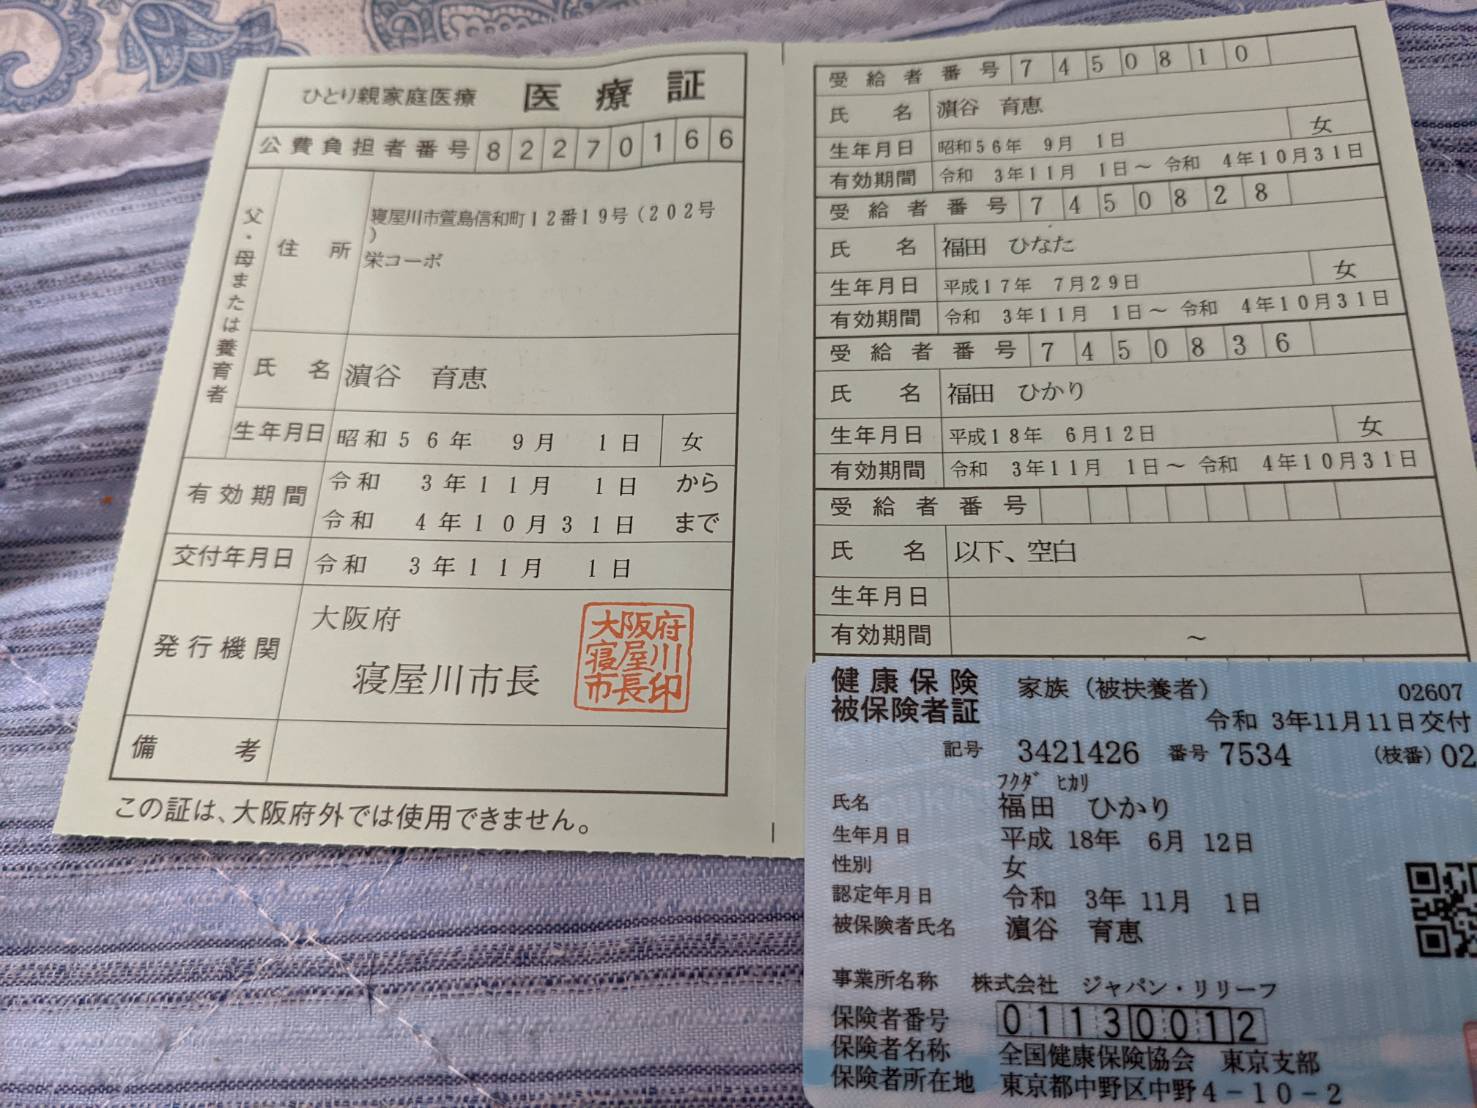 ひとり親家庭医療 医療証
公費負担者番号 82270166
父・母または養育者
住所 寝屋川市萱島信和町12番19号(202号
)
栄コーポ
氏名 濵谷 育恵
生年月日 昭和56年 9月 1日 女
有効期間 令和 3年11月 1日 から
令和 4年10月31日 まで
交付年月日 令和 3年11月 1日
発行機関 大阪府
寝屋川市長
大阪府
寝屋川
市長印
備考
この証は、大阪府外では使用できません。
受給者番号 7450810
氏名 濵谷 育恵
生年月日 昭和56年 9月 1日 女
有効期間 令和 3年11月 1日～ 令和 4年10月31日
受給者番号 7450828
氏名 福田 ひなた
生年月日 平成17年 7月29日 女
有効期間 令和 3年11月 1日～ 令和 4年10月31日
受給者番号 7450836
氏名 福田 ひかり
生年月日 平成18年 6月12日 女
有効期間 令和 3年11月 1日～ 令和 4年10月31日
受給者番号
氏名 以下、空白
生年月日
有効期間 ～
健康保険 家族（被扶養者） 02607
被保険者証 令和 3年11月11日交付
記号 3421426 番号 7534 (枝番) 02
フクダ ヒカリ
氏名 福田 ひかり
生年月日 平成 18年 6月 12日
性別 女
認定年月日 令和 3年 11月 1日
被保険者氏名 濵谷 育恵
事業所名称 株式会社 ジャパン・リリーフ
保険者番号 01130012
保険者名称 全国健康保険協会 東京支部
保険者所在地 東京都中野区中野4-10-2